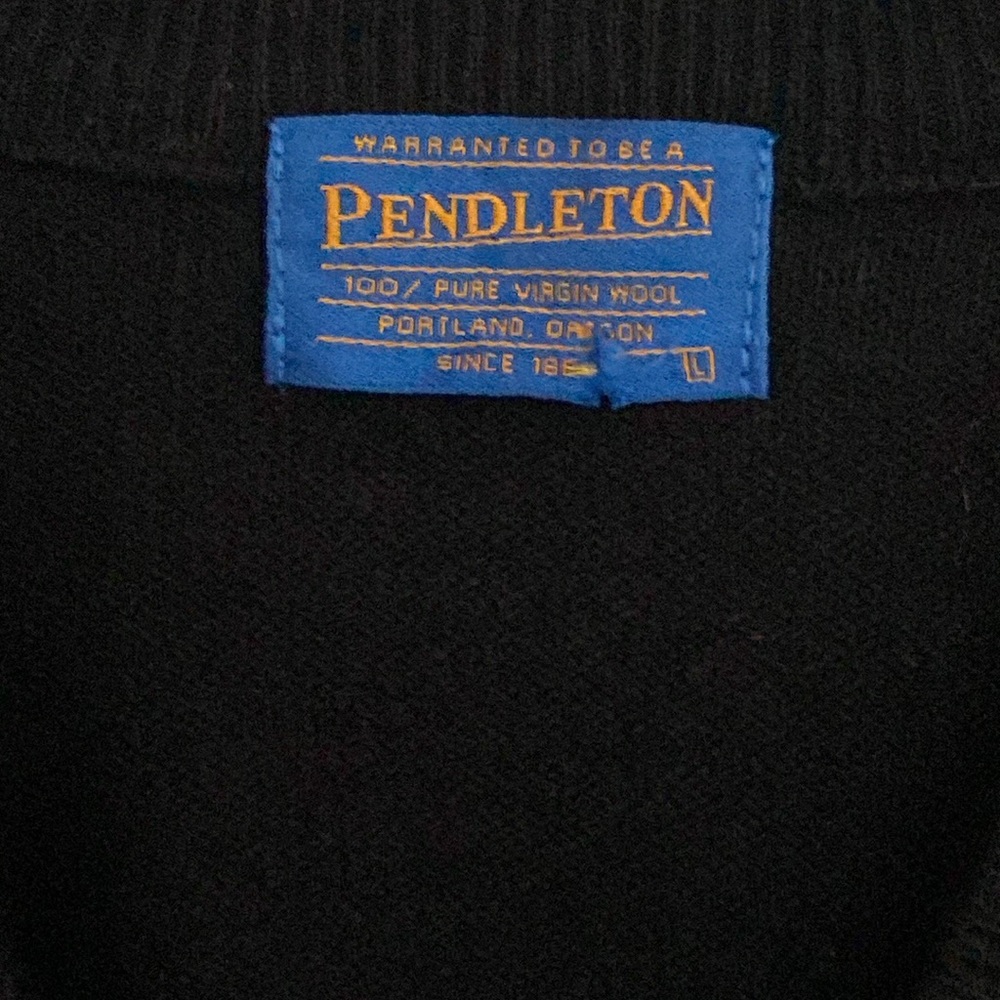 WARRANTED TO BE A
PENDLETON
100% PURE VIRGIN WOOL
PORTLAND,
SINCE
L